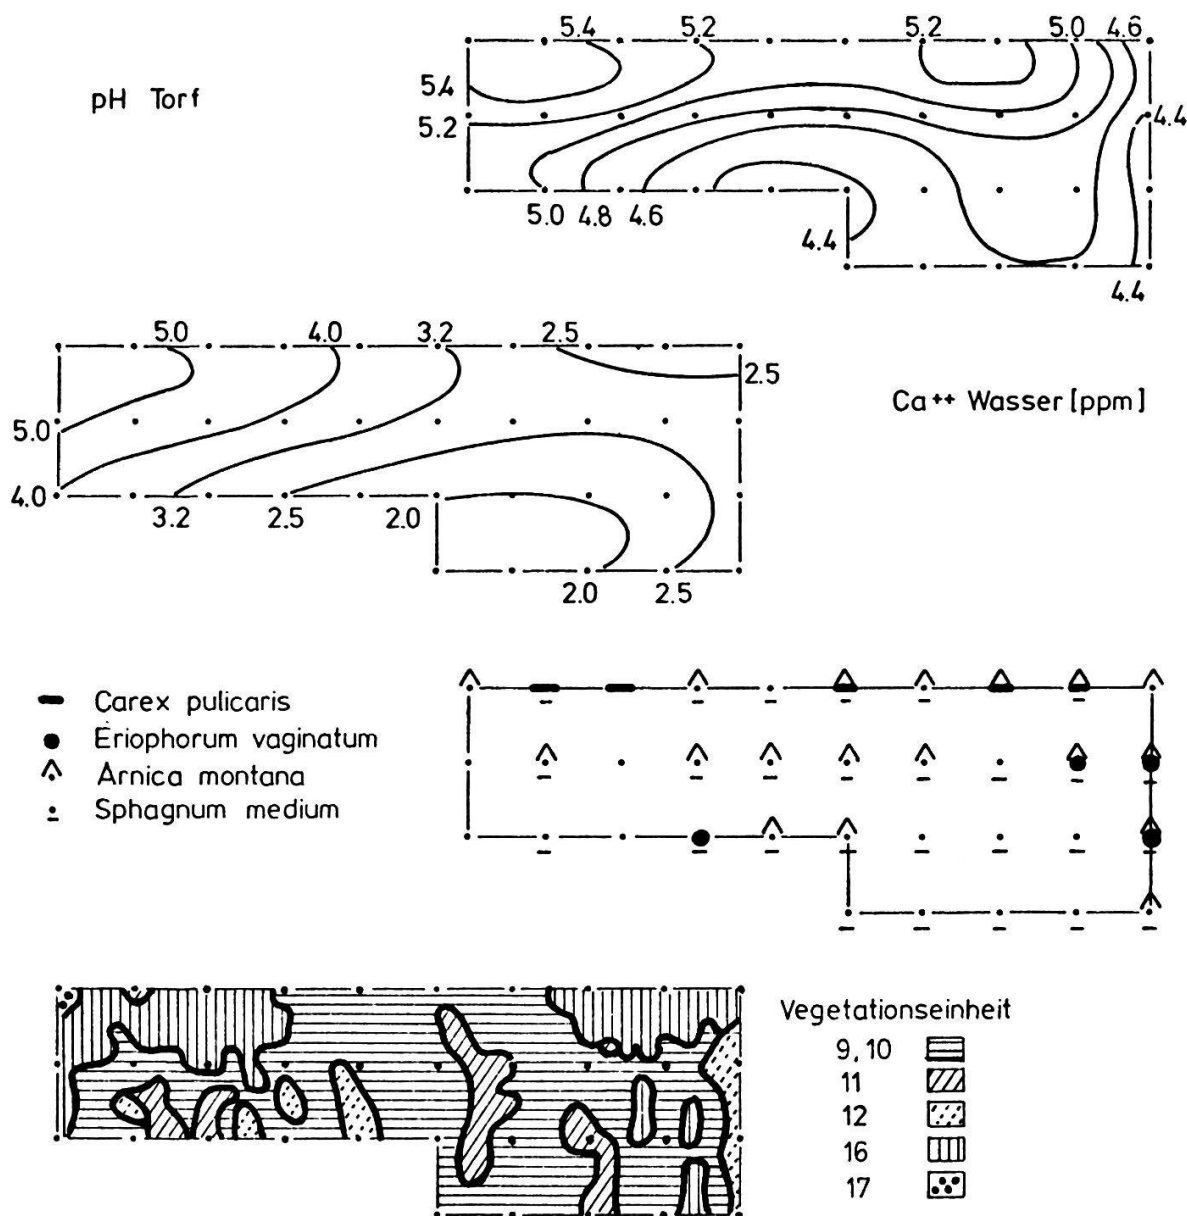 5.4 5.2 5.2 5.0 4.6
pH Torf
5.4
5.2
4.4
5.0 4.8 4.6
4.4
4.4
5.0 4.0 3.2 2.5
2.5
Ca++ Wasser [ppm]
5.0
4.0
3.2 2.5 2.0
2.0 2.5
Carex pulicaris
Eriophorum vaginatum
Arnica montana
Sphagnum medium
Vegetationseinheit
9, 10
11
12
16
17